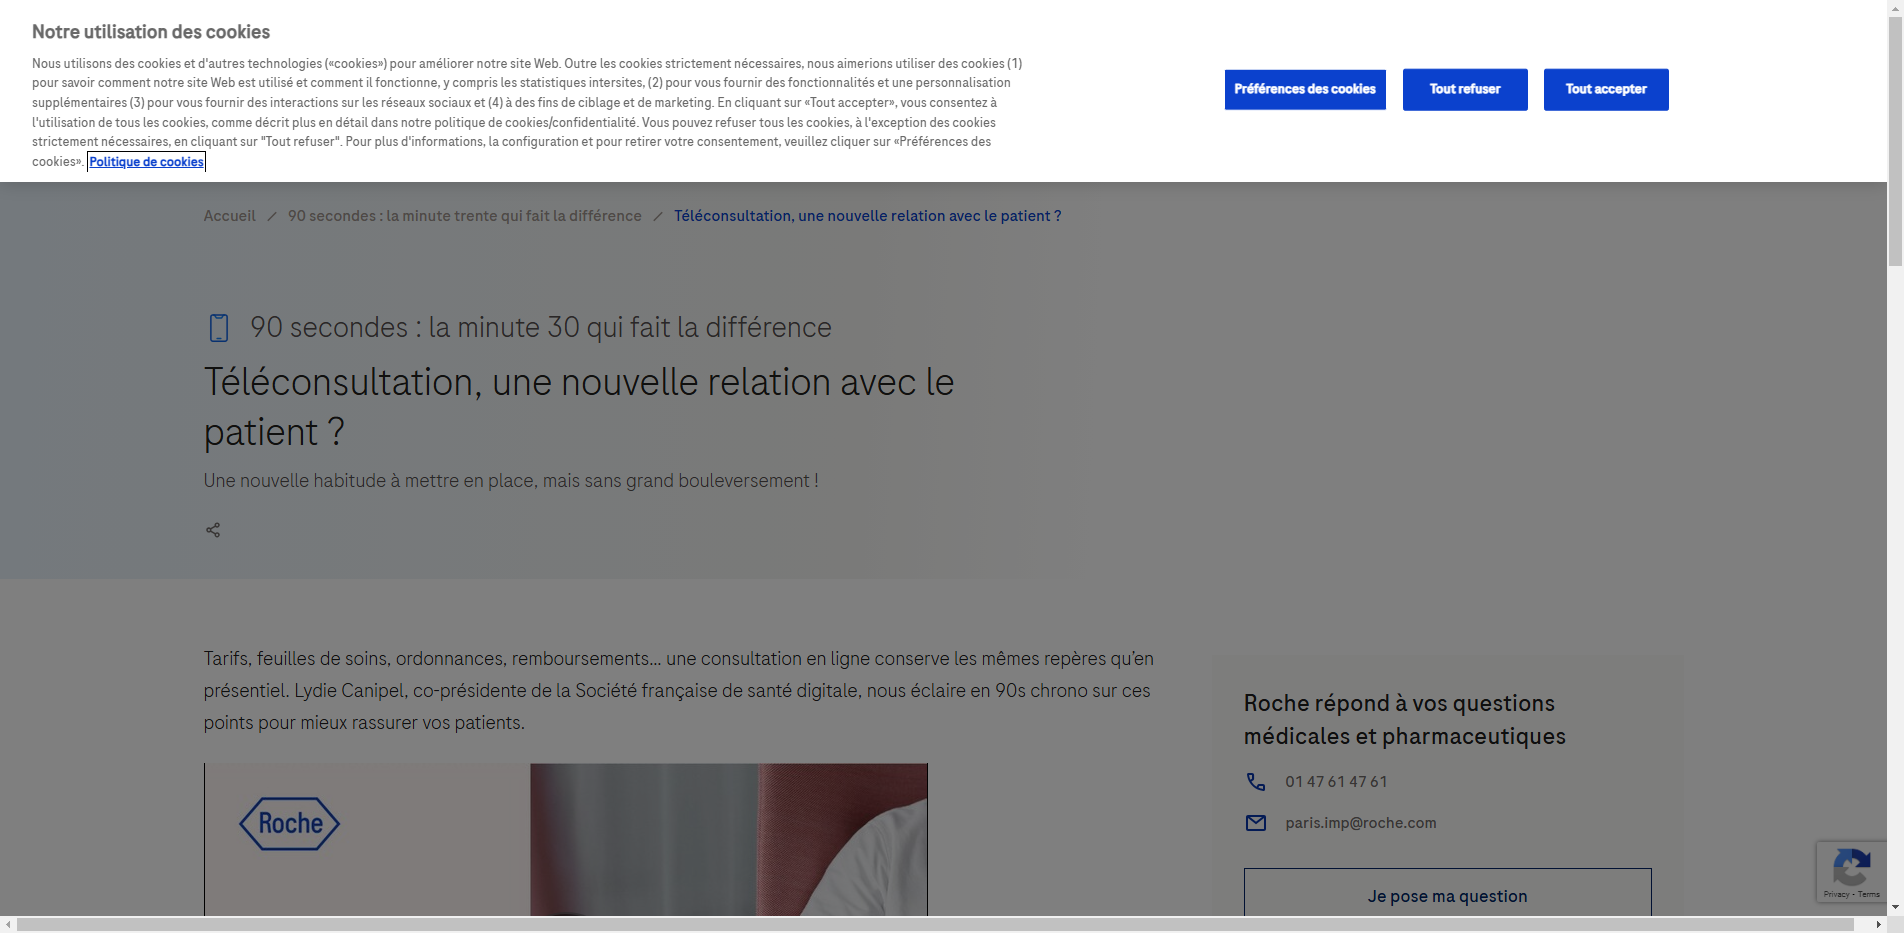 Notre utilisation des cookies
Nous utilisons des cookies et d'autres technologies («cookies») pour améliorer notre site Web. Outre les cookies strictement nécessaires, nous aimerions utiliser des cookies (1)
pour savoir comment notre site Web est utilisé et comment il fonctionne, y compris les statistiques intersites, (2) pour vous fournir des fonctionnalités et une personnalisation
supplémentaires (3) pour vous fournir des interactions sur les réseaux sociaux et (4) à des fins de ciblage et de marketing. En cliquant sur «Tout accepter», vous consentez à
l'utilisation de tous les cookies, comme décrit plus en détail dans notre politique de cookies/confidentialité. Vous pouvez refuser tous les cookies, à l'exception des cookies
strictement nécessaires, en cliquant sur "Tout refuser". Pour plus d'informations, la configuration et pour retirer votre consentement, veuillez cliquer sur «Préférences des
cookies». Politique de cookies
Préférences des cookies
Tout refuser
Tout accepter
Accueil / 90 secondes : la minute trente qui fait la différence / Téléconsultation, une nouvelle relation avec le patient ?
90 secondes : la minute 30 qui fait la différence
Téléconsultation, une nouvelle relation avec le
patient ?
Une nouvelle habitude à mettre en place, mais sans grand bouleversement !
Tarifs, feuilles de soins, ordonnances, remboursements... une consultation en ligne conserve les mêmes repères qu'en
présentiel. Lydie Canipel, co-présidente de la Société française de santé digitale, nous éclaire en 90s chrono sur ces
points pour mieux rassurer vos patients.
Roche
Roche répond à vos questions
médicales et pharmaceutiques
01 47 61 47 61
paris.imp@roche.com
Je pose ma question
Privacy - Terms